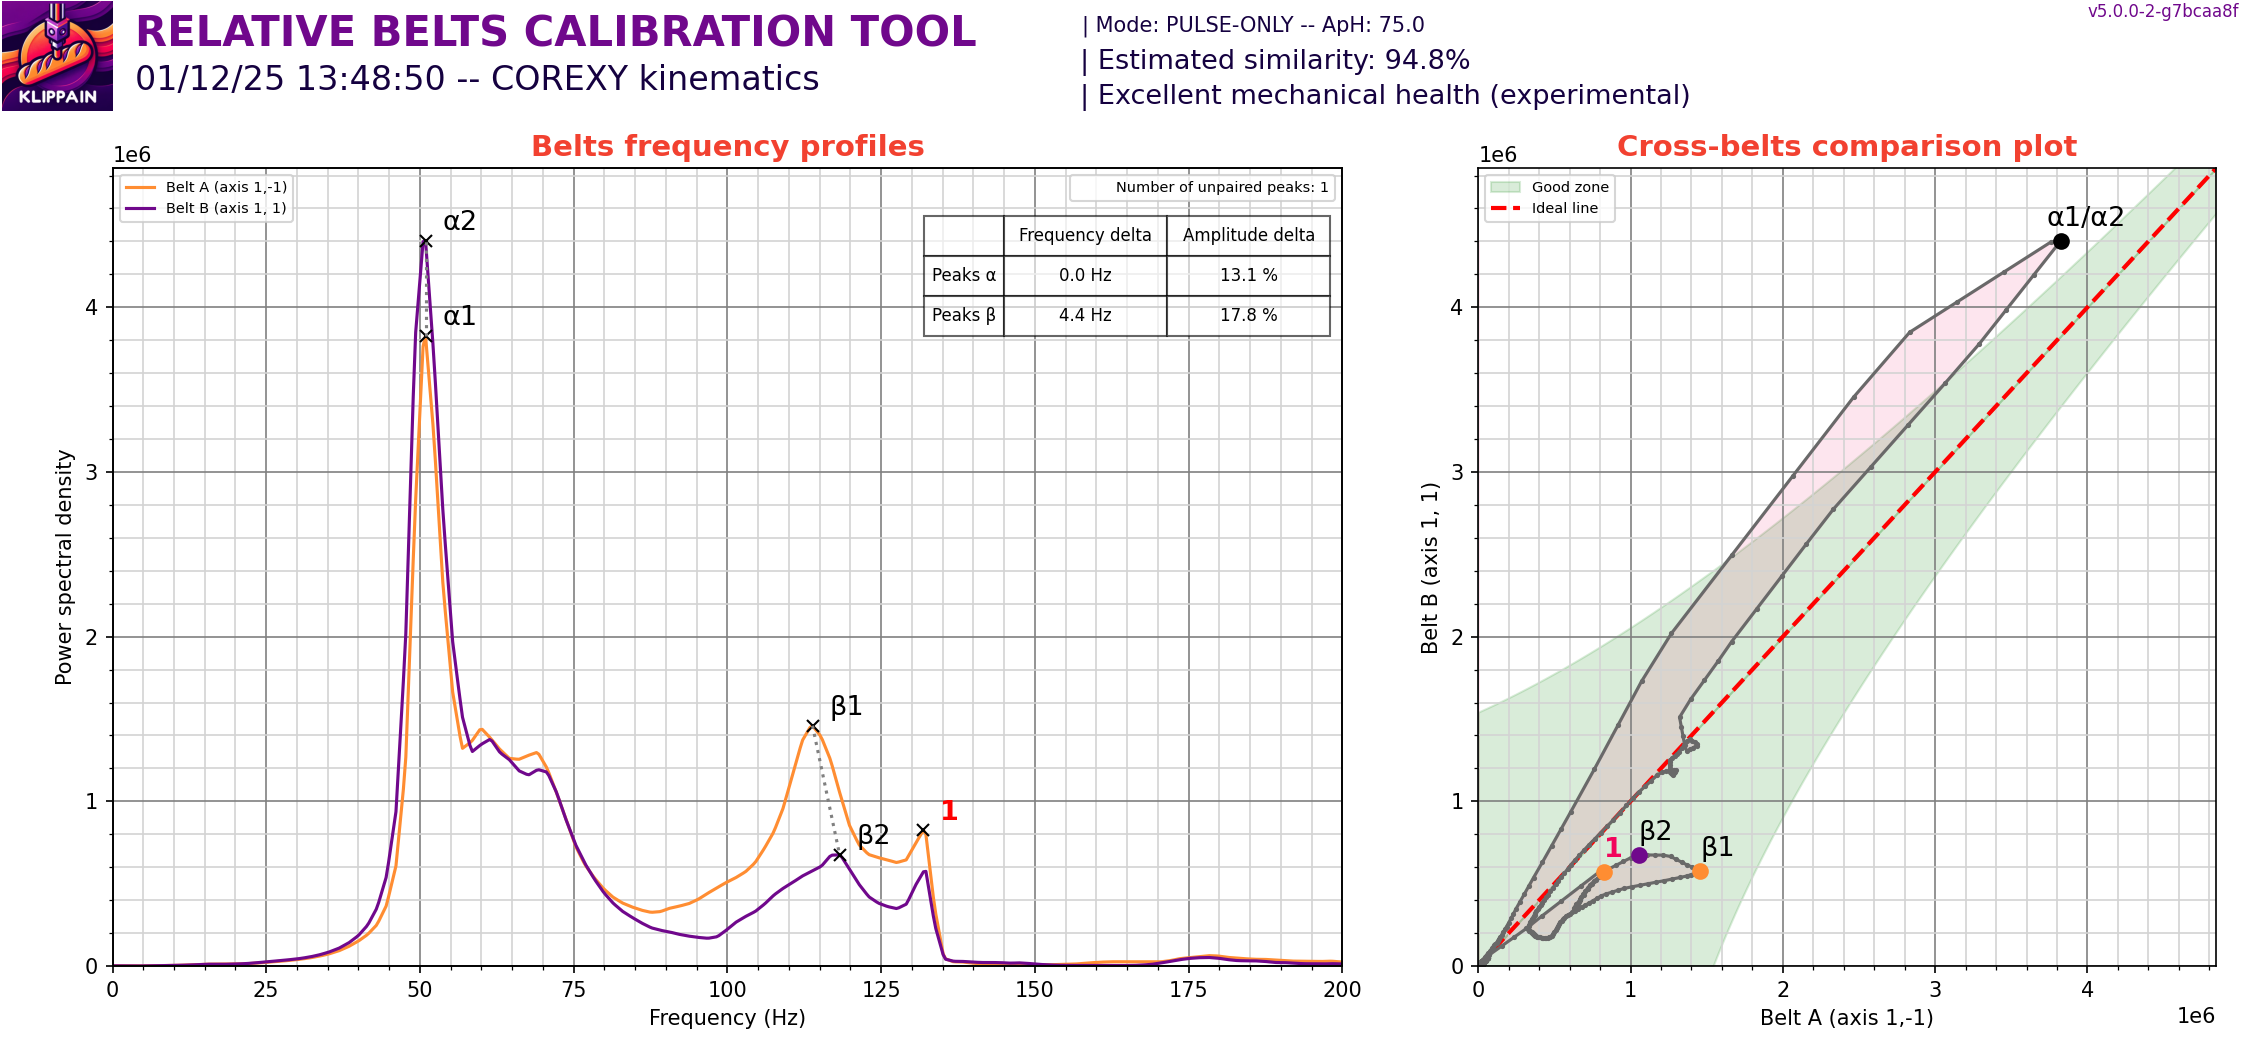 KLIPPAIN
RELATIVE BELTS CALIBRATION TOOL
01/12/25 13:48:50 -- COREXY kinematics
| Mode: PULSE-ONLY -- ApH: 75.0
| Estimated similarity: 94.8%
| Excellent mechanical health (experimental)
v5.0.0-2-g7bcaa8f
Belts frequency profiles
1e6
Belt A (axis 1,-1)
Belt B (axis 1, 1)
Number of unpaired peaks: 1
Frequency delta Amplitude delta
Peaks α 0.0 Hz 13.1 %
Peaks β 4.4 Hz 17.8 %
α2
α1
β1
β2
1
Power spectral density
4
3
2
1
0
0 25 50 75 100 125 150 175 200
Frequency (Hz)
Cross-belts comparison plot
1e6
Good zone
Ideal line
α1/α2
1
β2
β1
Belt B (axis 1, 1)
4
3
2
1
0
0 1 2 3 4
Belt A (axis 1,-1)
1e6